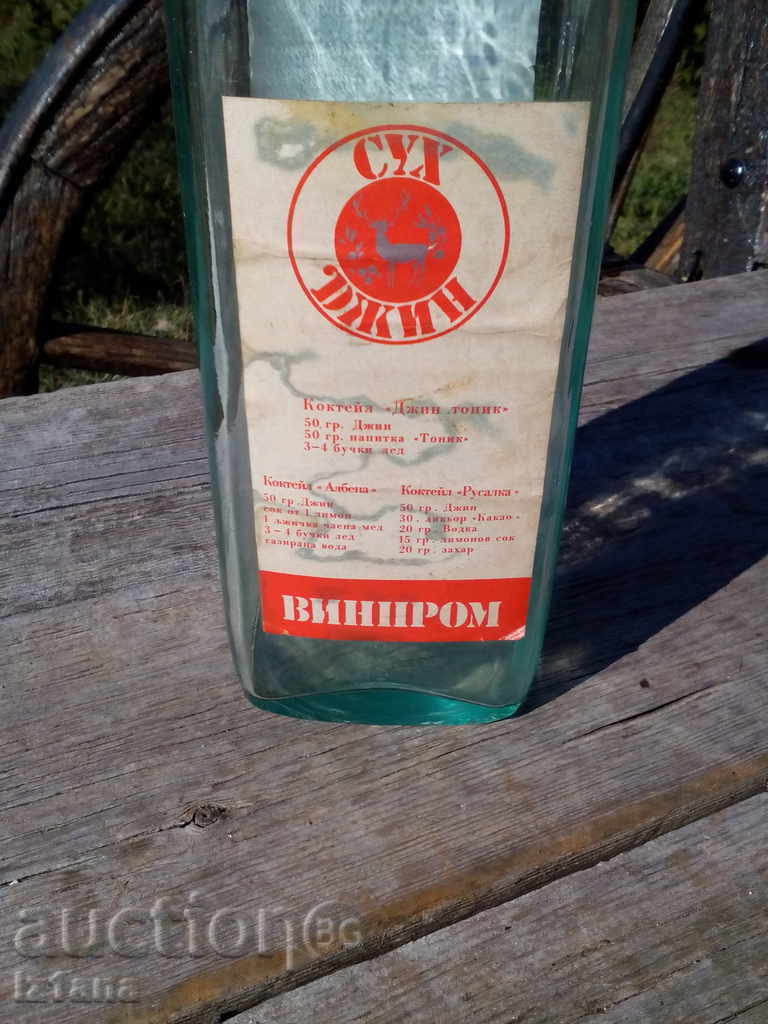 СУХ
ДЖИН
Коктейл «Джин тоник»
50 гр. Джин
50 гр. напитка «Тоник»
3–4 бучки лед
Коктейл «Албена»
50 гр. Джин
сок от 1 лимон
1 лъжичка чаена мед
3–4 бучки лед
газирана вода
Коктейл «Русалка»
50 гр. Джин
30. ликьор «Какао»
20 гр. Водка
15 гр. лимонов сок
20 гр. захар
ВИНПРОМ
auction BG
Iz1ana